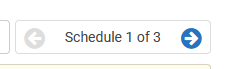 Schedule 1 of 3